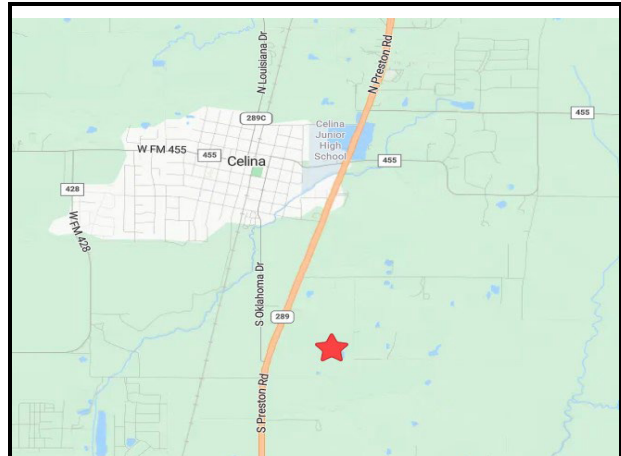 N Louisiana Dr
N Preston Rd
289C
455
Celina
Junior
High
School
W FM 455
455
Celina
455
428
W FM 428
S Oklahoma Dr
289
S Preston Rd